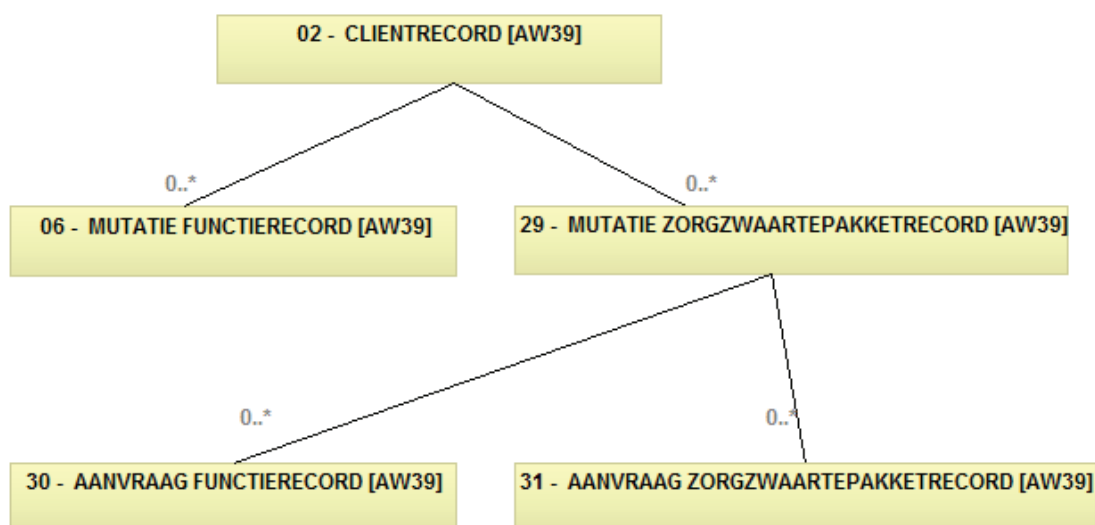 02 - CLIENTRECORD [AW39]
0..*
0..*
06 - MUTATIE FUNCTIERECORD [AW39]
29 - MUTATIE ZORGZWAARTEPAKKETRECORD [AW39]
0..*
0..*
30 - AANVRAAG FUNCTIERECORD [AW39]
31 - AANVRAAG ZORGZWAARTEPAKKETRECORD [AW39]